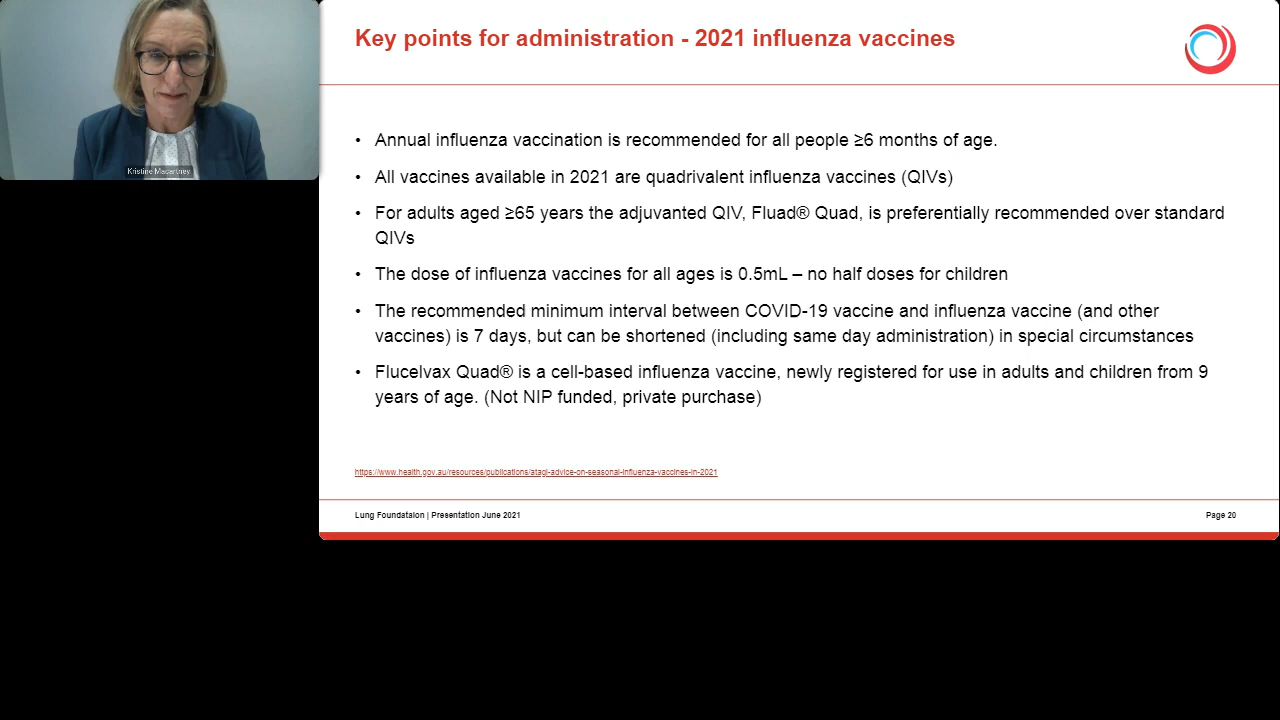 Key points for administration - 2021 influenza vaccines
Kristine Macartney
• Annual influenza vaccination is recommended for all people ≥6 months of age.
• All vaccines available in 2021 are quadrivalent influenza vaccines (QIVs)
• For adults aged ≥65 years the adjuvanted QIV, Fluad® Quad, is preferentially recommended over standard
QIVs
• The dose of influenza vaccines for all ages is 0.5mL – no half doses for children
• The recommended minimum interval between COVID-19 vaccine and influenza vaccine (and other
vaccines) is 7 days, but can be shortened (including same day administration) in special circumstances
• Flucelvax Quad® is a cell-based influenza vaccine, newly registered for use in adults and children from 9
years of age. (Not NIP funded, private purchase)
https://www.health.gov.au/resources/publications/atagi-advice-on-seasonal-influenza-vaccines-in-2021
Lung Foundataion | Presentation June 2021
Page 20